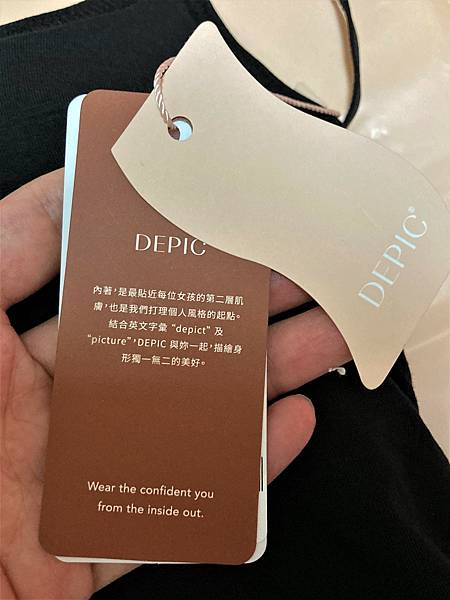 DEPIC
內著，是最貼近每位女孩的第二層肌
膚，也是我們打理個人風格的起點。
結合英文字彙 “depict” 及
“picture”，DEPIC 與妳一起，描繪身
形獨一無二的美好。
Wear the confident you
from the inside out.
DEPIC®